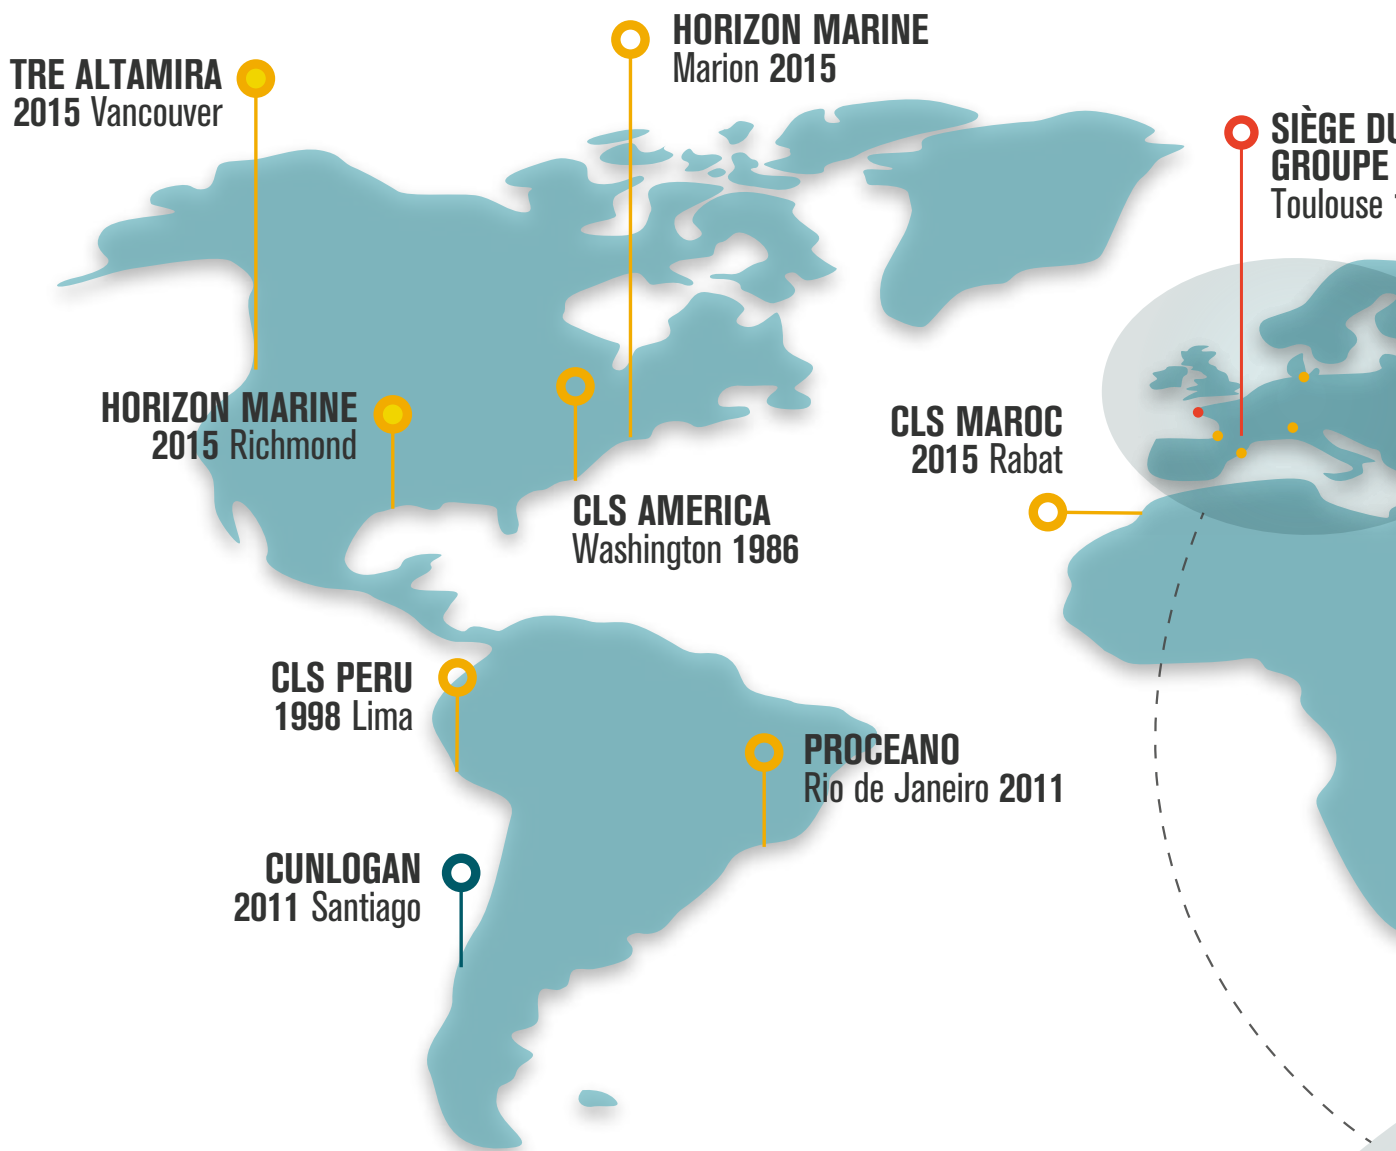 HORIZON MARINE
Marion 2015
TRE ALTAMIRA
2015 Vancouver
SIÈGE DU
GROUPE
Toulouse
HORIZON MARINE
2015 Richmond
CLS MAROC
2015 Rabat
CLS AMERICA
Washington 1986
CLS PERU
1998 Lima
PROCEANO
Rio de Janeiro 2011
CUNLOGAN
2011 Santiago